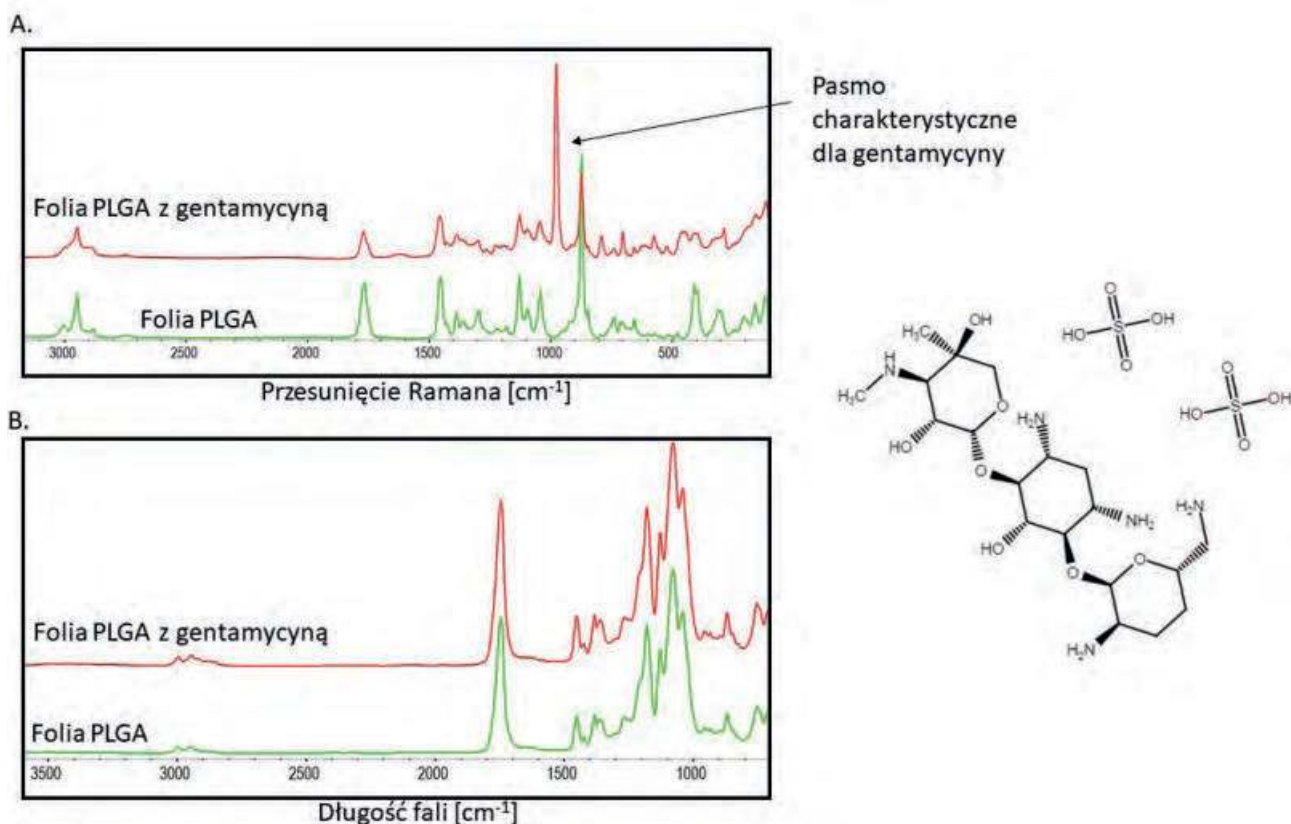 A.
Pasmo
charakterystyczne
dla gentamycyny
Folia PLGA z gentamycyną
Folia PLGA
3000 2500 2000 1500 1000 500
Przesunięcie Ramana [cm⁻¹]
B.
Folia PLGA z gentamycyną
Folia PLGA
3500 3000 2500 2000 1500 1000
Długość fali [cm⁻¹]
O
HO S OH
O
O
HO S OH
O
OH
H₃C
H
N
H₃C
O
HO
O
H₂N
NH₂
HO
O
O
H₂N
H₂N